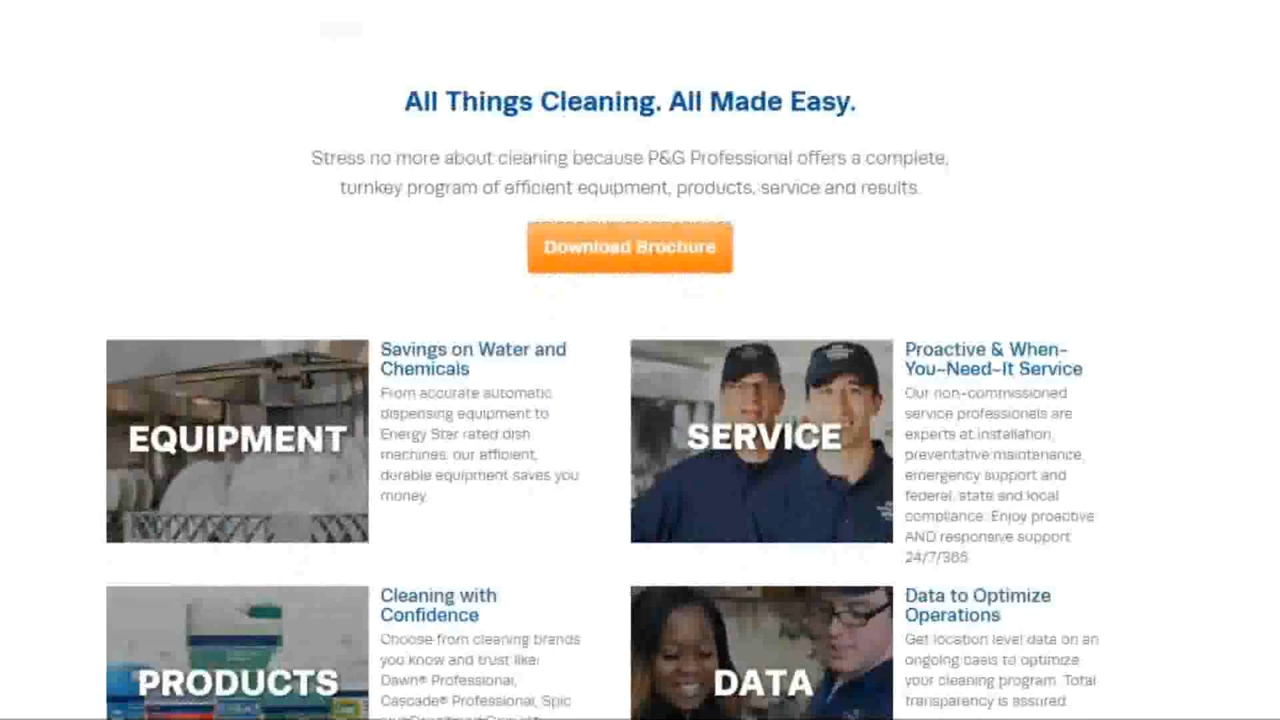 All Things Cleaning. All Made Easy.
Stress no more about cleaning because P&G Professional offers a complete,
turnkey program of efficient equipment, products, service and results.
Download Brochure
EQUIPMENT
Savings on Water and
Chemicals
From accurate automatic
dispensing equipment to
Energy Star rated dish
machines, our efficient,
durable equipment saves you
money.
SERVICE
Proactive & When-
You-Need-It Service
Our non-commissioned
service professionals are
experts at installation,
preventative maintenance,
emergency support and
federal, state and local
compliance. Enjoy proactive
AND responsive support
24/7/365.
PRODUCTS
Cleaning with
Confidence
Choose from cleaning brands
you know and trust like:
Dawn® Professional,
Cascade® Professional, Spic
DATA
Data to Optimize
Operations
Get location level data on an
ongoing basis to optimize
your cleaning program. Total
transparency is assured.